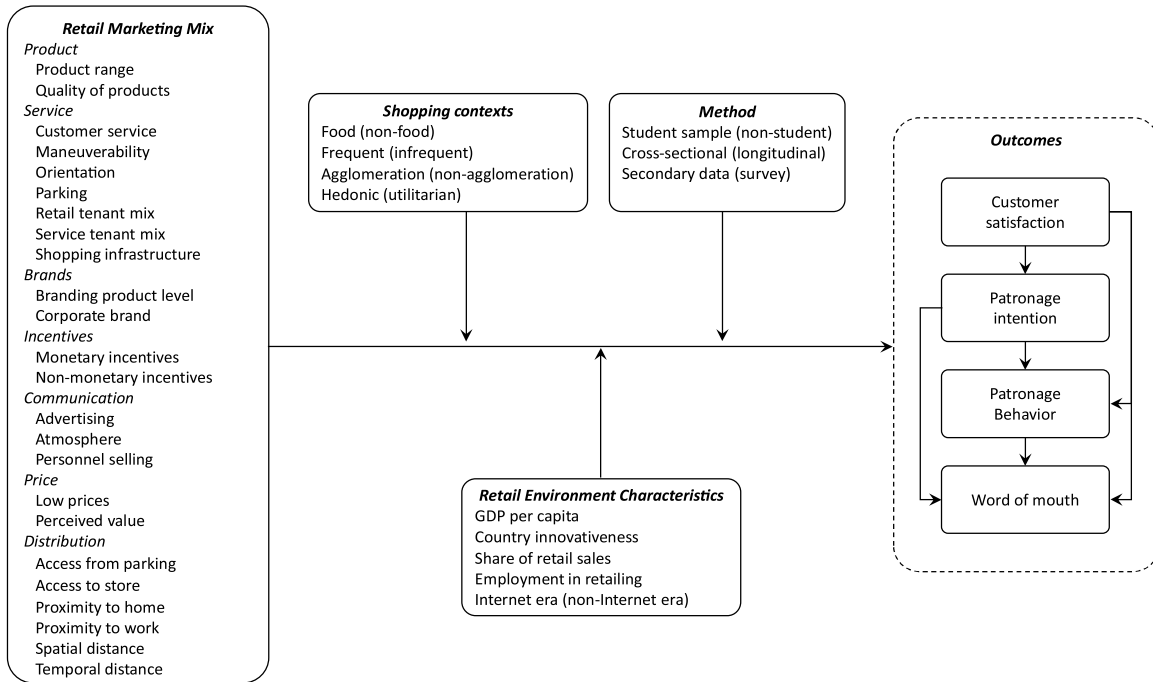 Retail Marketing Mix
Product
Product range
Quality of products
Service
Customer service
Maneuverability
Orientation
Parking
Retail tenant mix
Service tenant mix
Shopping infrastructure
Brands
Branding product level
Corporate brand
Incentives
Monetary incentives
Non-monetary incentives
Communication
Advertising
Atmosphere
Personnel selling
Price
Low prices
Perceived value
Distribution
Access from parking
Access to store
Proximity to home
Proximity to work
Spatial distance
Temporal distance
Shopping contexts
Food (non-food)
Frequent (infrequent)
Agglomeration (non-agglomeration)
Hedonic (utilitarian)
Method
Student sample (non-student)
Cross-sectional (longitudinal)
Secondary data (survey)
Retail Environment Characteristics
GDP per capita
Country innovativeness
Share of retail sales
Employment in retailing
Internet era (non-Internet era)
Outcomes
Customer
satisfaction
Patronage
intention
Patronage
Behavior
Word of mouth